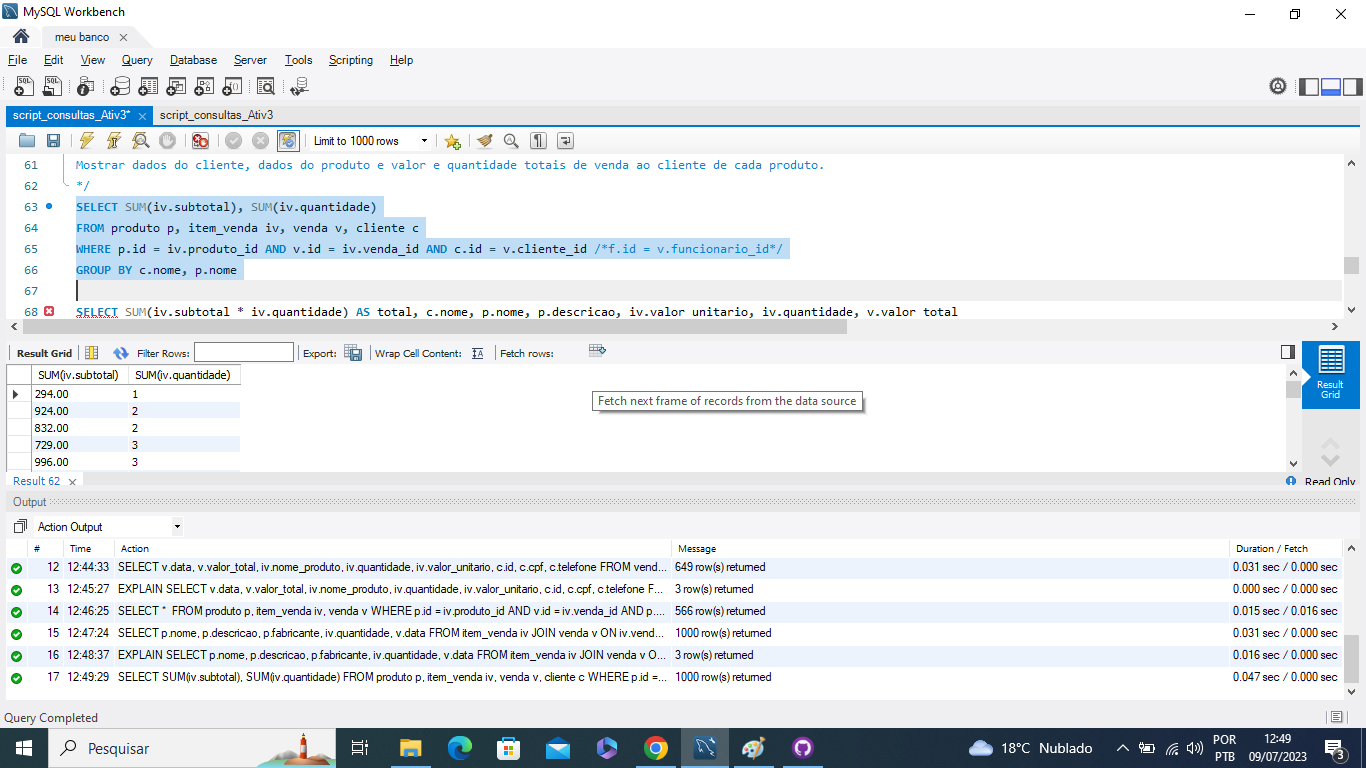 MySQL Workbench
meu banco
File Edit View Query Database Server Tools Scripting Help
script_consultas_Ativ3* script_consultas_Ativ3
Limit to 1000 rows
61 Mostrar dados do cliente, dados do produto e valor e quantidade totais de venda ao cliente de cada produto.
62 */
63 SELECT SUM(iv.subtotal), SUM(iv.quantidade)
64 FROM produto p, item_venda iv, venda v, cliente c
65 WHERE p.id = iv.produto_id AND v.id = iv.venda_id AND c.id = v.cliente_id /*f.id = v.funcionario_id*/
66 GROUP BY c.nome, p.nome
67
68 SELECT SUM(iv.subtotal * iv.quantidade) AS total, c.nome, p.nome, p.descricao, iv.valor unitario, iv.quantidade, v.valor total
Result Grid Filter Rows: Export: Wrap Cell Content: Fetch rows:
SUM(iv.subtotal) SUM(iv.quantidade)
294.00 1
924.00 2
832.00 2
729.00 3
996.00 3
Fetch next frame of records from the data source
Result Grid
Result 62
Read Only
Output
Action Output
# Time Action Message Duration / Fetch
12 12:44:33 SELECT v.data, v.valor_total, iv.nome_produto, iv.quantidade, iv.valor_unitario, c.id, c.cpf, c.telefone FROM vend... 649 row(s) returned 0.031 sec / 0.000 sec
13 12:45:27 EXPLAIN SELECT v.data, v.valor_total, iv.nome_produto, iv.quantidade, iv.valor_unitario, c.id, c.cpf, c.telefone F... 3 row(s) returned 0.000 sec / 0.000 sec
14 12:46:25 SELECT * FROM produto p, item_venda iv, venda v WHERE p.id = iv.produto_id AND v.id = iv.venda_id AND p.... 566 row(s) returned 0.015 sec / 0.016 sec
15 12:47:24 SELECT p.nome, p.descricao, p.fabricante, iv.quantidade, v.data FROM item_venda iv JOIN venda v ON iv.vend... 1000 row(s) returned 0.031 sec / 0.000 sec
16 12:48:37 EXPLAIN SELECT p.nome, p.descricao, p.fabricante, iv.quantidade, v.data FROM item_venda iv JOIN venda v O... 3 row(s) returned 0.016 sec / 0.000 sec
17 12:49:29 SELECT SUM(iv.subtotal), SUM(iv.quantidade) FROM produto p, item_venda iv, venda v, cliente c WHERE p.id =... 1000 row(s) returned 0.047 sec / 0.000 sec
Query Completed
Pesquisar
18°C Nublado
POR
PTB
12:49
09/07/2023
3